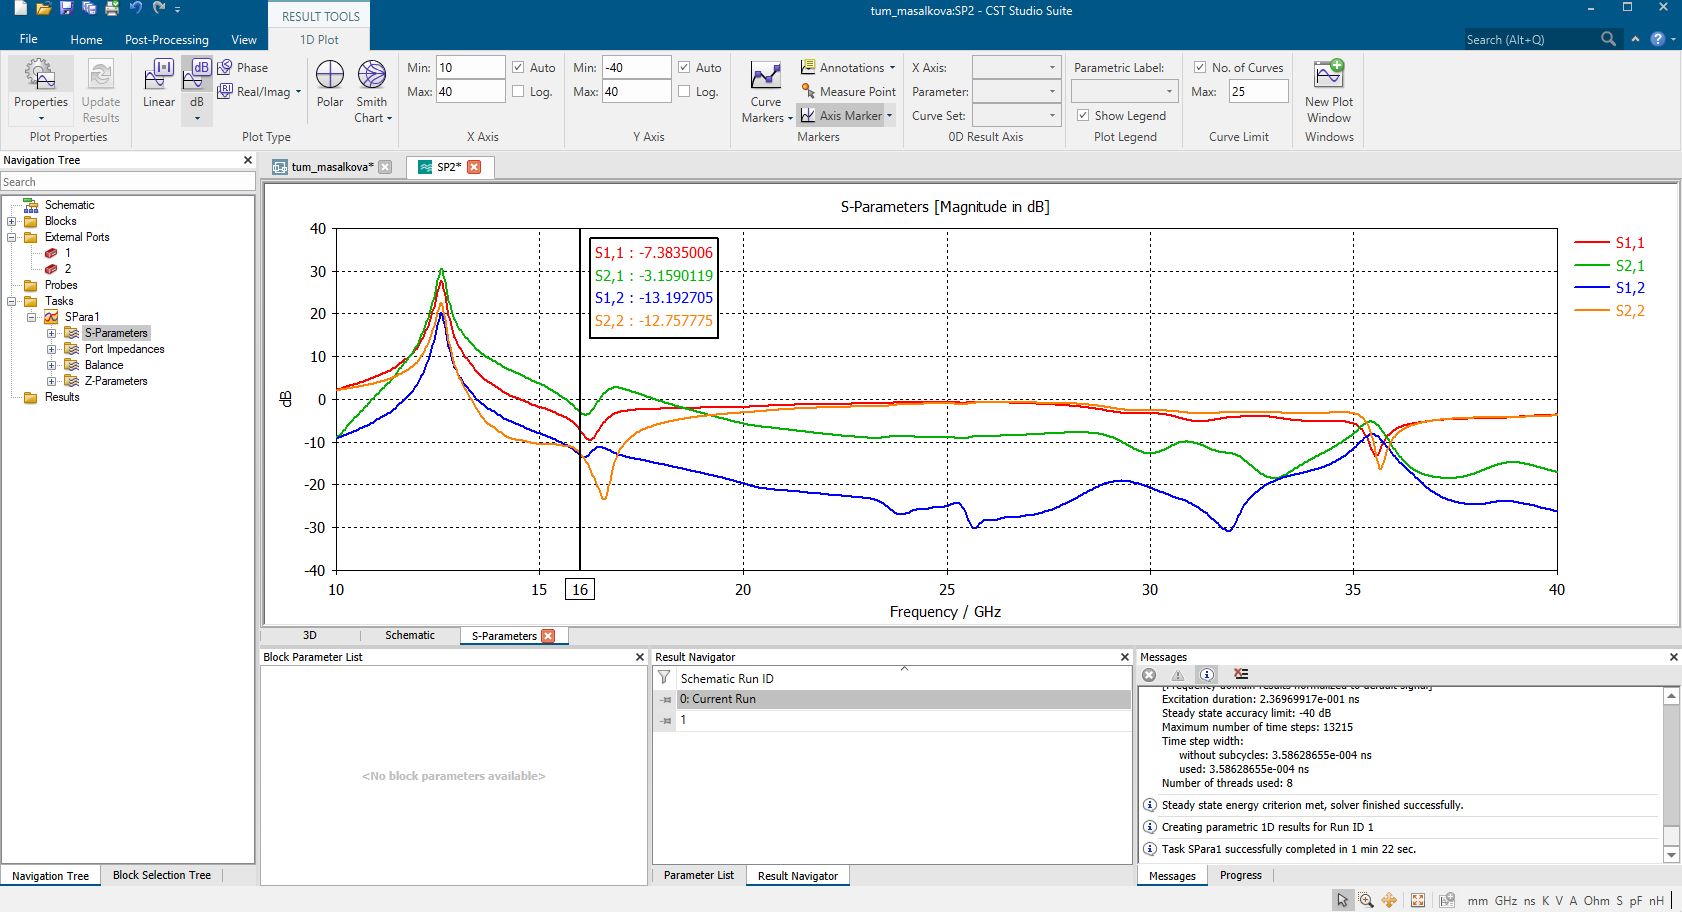 tum_masalkova:SP2 - CST Studio Suite
RESULT TOOLS
File Home Post-Processing View 1D Plot
Search (Alt+Q)
Properties
Update Results
Plot Properties
Linear
dB
Phase
Real/Imag
Polar
Smith Chart
Plot Type
Min: 10 Auto
Max: 40 Log.
X Axis
Min: -40 Auto
Max: 40 Log.
Y Axis
Curve Markers
Annotations
Measure Point
Axis Marker
Markers
X Axis:
Parameter:
Curve Set:
0D Result Axis
Parametric Label:
Show Legend
Plot Legend
No. of Curves
Max: 25
Curve Limit
New Plot Window
Windows
Navigation Tree
Search
Schematic
Blocks
External Ports
1
2
Probes
Tasks
SPara1
S-Parameters
Port Impedances
Balance
Z-Parameters
Results
Navigation Tree Block Selection Tree
tum_masalkova* SP2*
S-Parameters [Magnitude in dB]
40
30
20
10
0
-10
-20
-30
-40
dB
S1,1 : -7.3835006
S2,1 : -3.1590119
S1,2 : -13.192705
S2,2 : -12.757775
S1,1
S2,1
S1,2
S2,2
10 15 16 20 25 30 35 40
Frequency / GHz
3D Schematic S-Parameters
Block Parameter List
<No block parameters available>
Result Navigator
Schematic Run ID
0: Current Run
1
Parameter List Result Navigator
Messages
[Frequency domain results normalized to default signal]
Excitation duration: 2.36969917e-001 ns
Steady state accuracy limit: -40 dB
Maximum number of time steps: 13215
Time step width:
without subcycles: 3.58628655e-004 ns
used: 3.58628655e-004 ns
Number of threads used: 8
Steady state energy criterion met, solver finished successfully.
Creating parametric 1D results for Run ID 1
Task SPara1 successfully completed in 1 min 22 sec.
Messages Progress
mm GHz ns K V A Ohm S pF nH